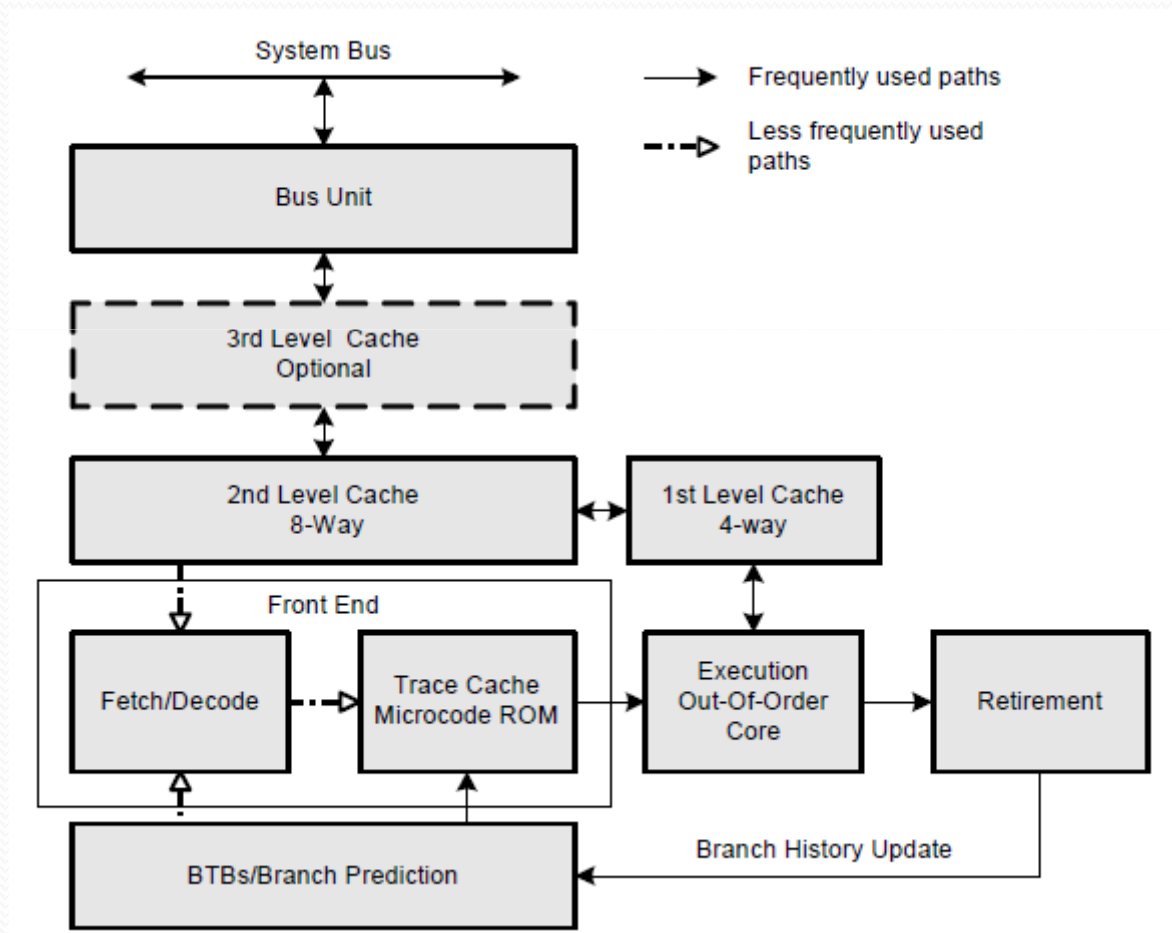 System Bus
Frequently used paths
Less frequently used
paths
Bus Unit
3rd Level Cache
Optional
2nd Level Cache
8-Way
1st Level Cache
4-way
Front End
Fetch/Decode
Trace Cache
Microcode ROM
Execution
Out-Of-Order
Core
Retirement
BTBs/Branch Prediction
Branch History Update